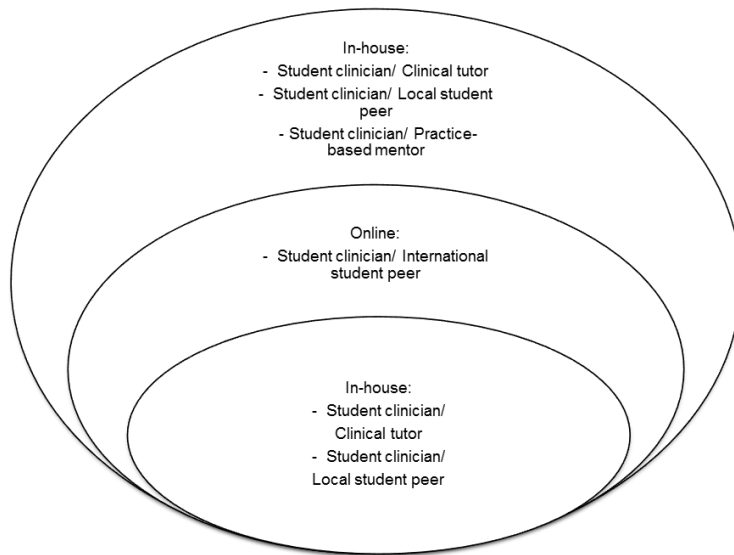 In-house:
- Student clinician/ Clinical tutor
- Student clinician/ Local student
peer
- Student clinician/ Practice-
based mentor
Online:
- Student clinician/ International
student peer
In-house:
- Student clinician/
Clinical tutor
- Student clinician/
Local student peer